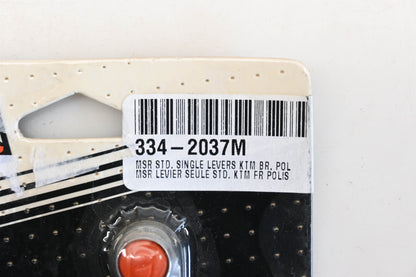 334-2037M
MSR STD. SINGLE LEVERS KTM BR. POL
MSR LEVIER SEULE STD. KTM FR POLIS